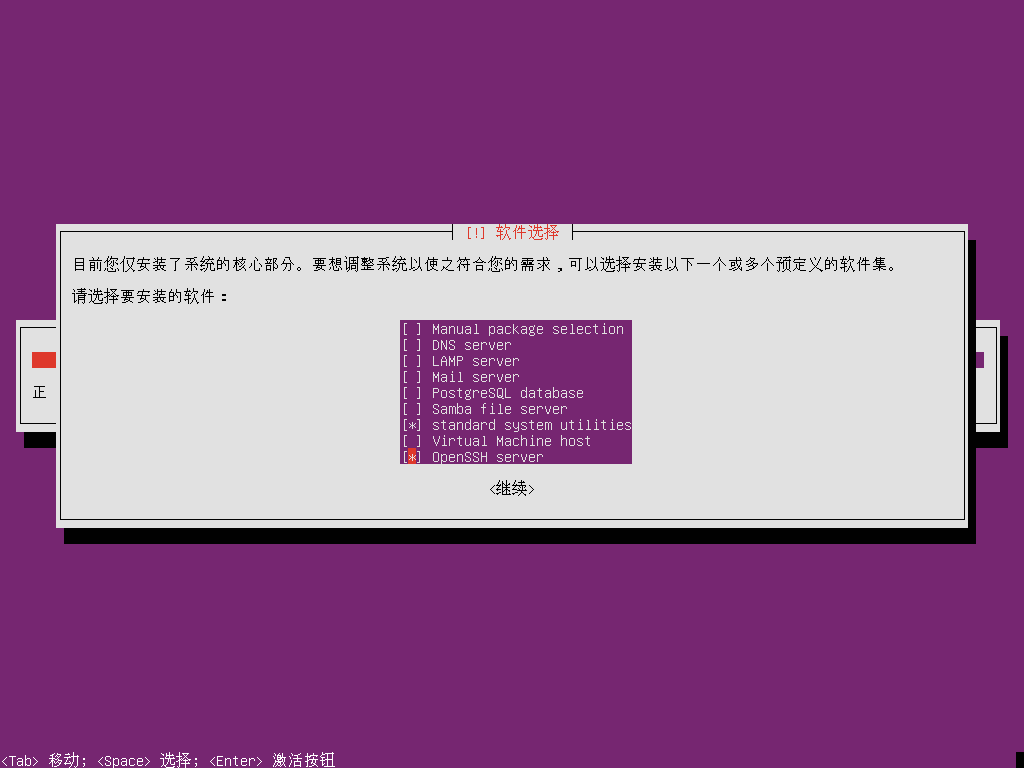 [!] 软件选择
目前您仅安装了系统的核心部分。要想调整系统以使之符合您的需求，可以选择安装以下一个或多个预定义的软件集。
请选择要安装的软件：
[ ] Manual package selection
[ ] DNS server
[ ] LAMP server
[ ] Mail server
[ ] PostgreSQL database
[ ] Samba file server
[*] standard system utilities
[ ] Virtual Machine host
[*] OpenSSH server
正
<继续>
<Tab> 移动; <Space> 选择; <Enter> 激活按钮